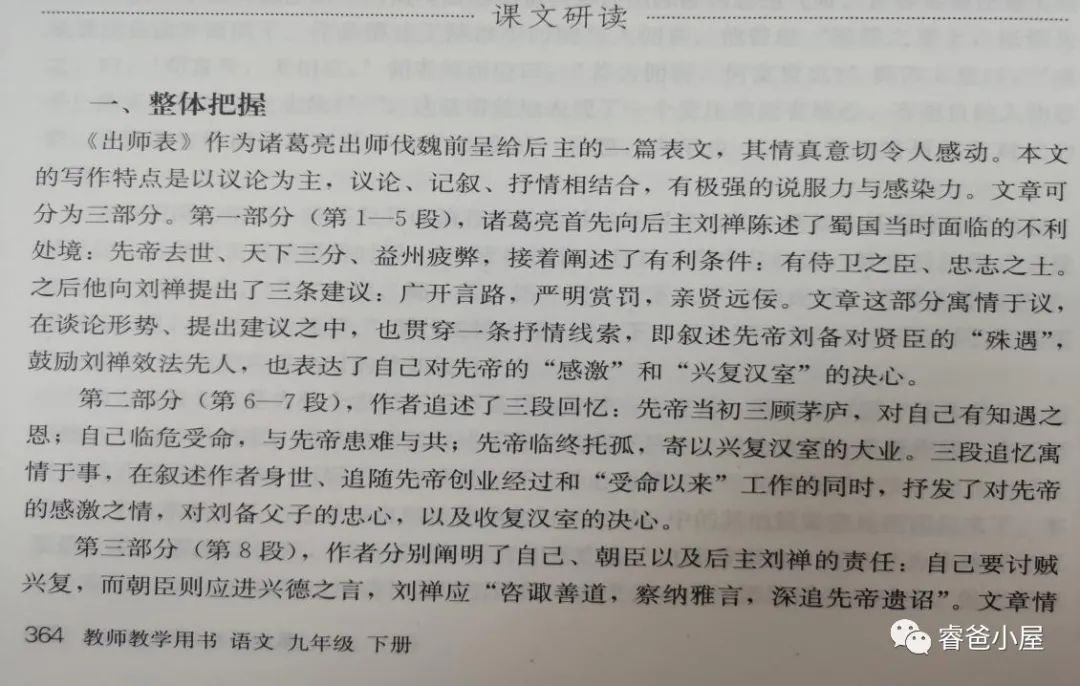 课文研读
一、整体把握
《出师表》作为诸葛亮出师伐魏前呈给后主的一篇表文，其情真意切令人感动。本文
的写作特点是以议论为主，议论、记叙、抒情相结合，有极强的说服力与感染力。文章可
分为三部分。第一部分（第1—5段），诸葛亮首先向后主刘禅陈述了蜀国当时面临的不利
处境：先帝去世、天下三分、益州疲弊，接着阐述了有利条件：有侍卫之臣、忠志之士。
之后他向刘禅提出了三条建议：广开言路，严明赏罚，亲贤远佞。文章这部分寓情于议，
在谈论形势、提出建议之中，也贯穿一条抒情线索，即叙述先帝刘备对贤臣的“殊遇”，
鼓励刘禅效法先人，也表达了自己对先帝的“感激”和“兴复汉室”的决心。
第二部分（第6—7段），作者追述了三段回忆：先帝当初三顾茅庐，对自己有知遇之
恩；自己临危受命，与先帝患难与共；先帝临终托孤，寄以兴复汉室的大业。三段追忆寓
情于事，在叙述作者身世、追随先帝创业经过和“受命以来”工作的同时，抒发了对先帝
的感激之情，对刘备父子的忠心，以及收复汉室的决心。
第三部分（第8段），作者分别阐明了自己、朝臣以及后主刘禅的责任：自己要讨贼
兴复，而朝臣则应进兴德之言，刘禅应“咨诹善道，察纳雅言，深追先帝遗诏”。文章情
364 教师教学用书 语文 九年级 下册
睿爸小屋